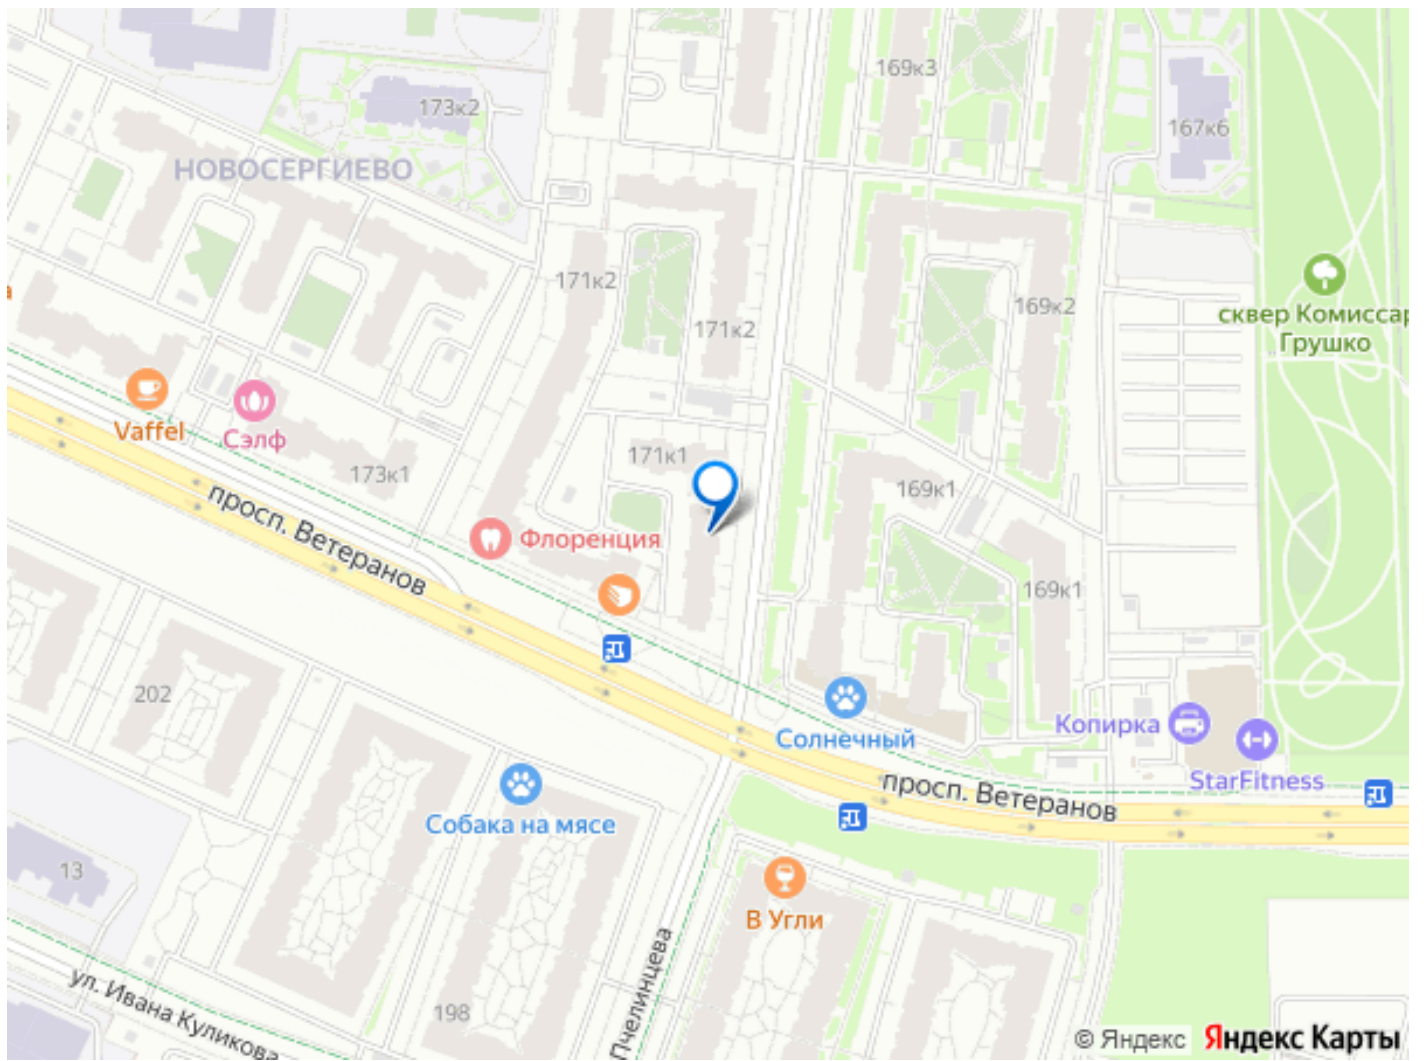 169к3
173к2
167к6
НОВОСЕРГИЕВО
171к2
171к2
169к2
сквер Комиссар
Грушко
Vaffel
Сэлф
173к1
171к1
169к1
просп. Ветеранов
Флоренция
169к1
202
Солнечный
Копирка
StarFitness
просп. Ветеранов
Собака на мясе
13
В Угли
ул. Ивана Куликова
198
Пчелинцева
© Яндекс Яндекс Карты